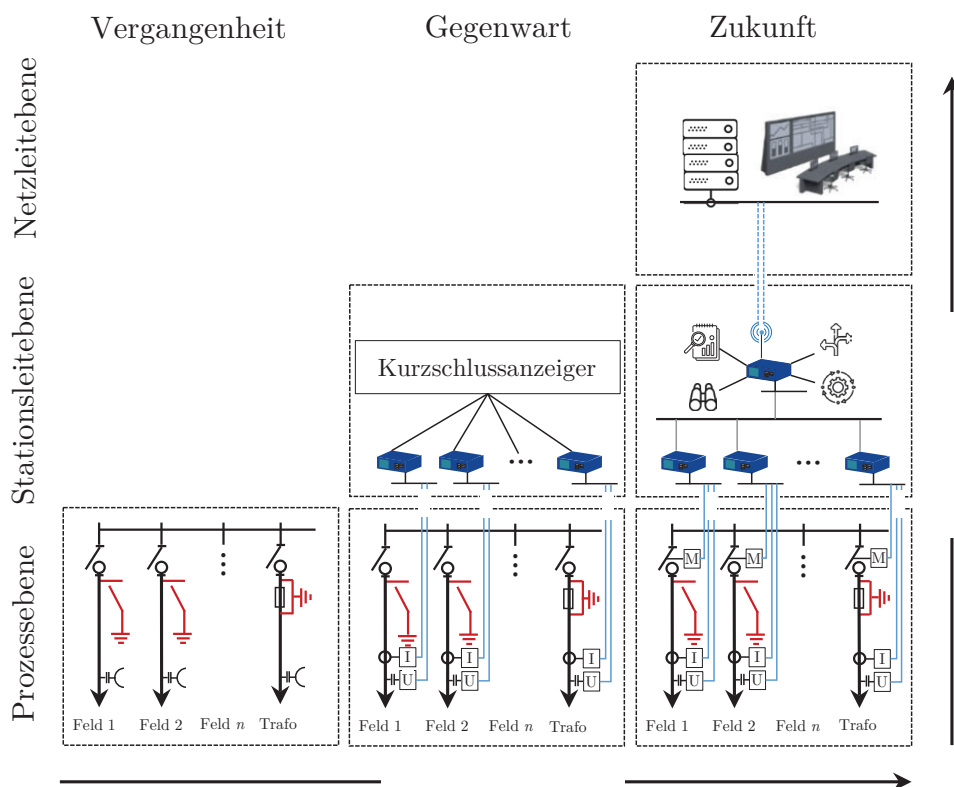 Vergangenheit
Gegenwart
Zukunft
Netzleitebene
Stationsleitebene
Kurzschlussanzeiger
Prozessebene
M
M
M
I
I
I
I
I
I
U
U
U
U
U
U
Feld 1
Feld 2
Feld n
Trafo
Feld 1
Feld 2
Feld n
Trafo
Feld 1
Feld 2
Feld n
Trafo